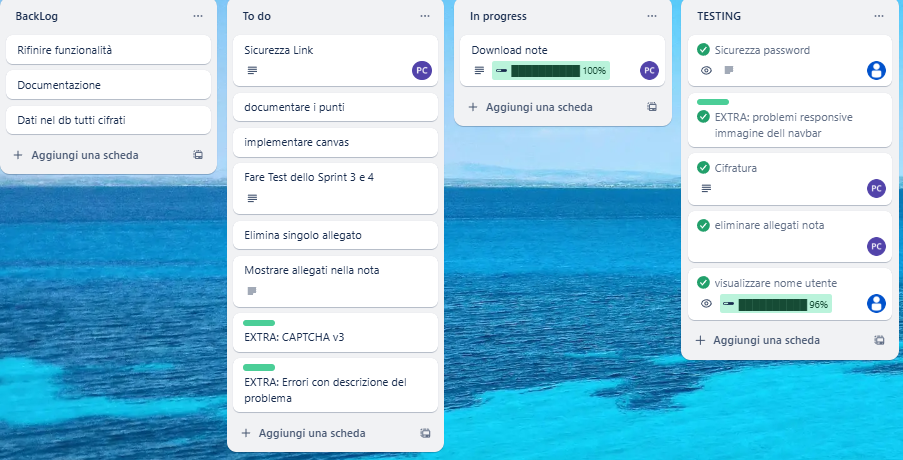 BackLog
Rifinire funzionalità
Documentazione
Dati nel db tutti cifrati
Aggiungi una scheda
To do
Sicurezza Link
PC
documentare i punti
implementare canvas
Fare Test dello Sprint 3 e 4
Elimina singolo allegato
Mostrare allegati nella nota
EXTRA: CAPTCHA v3
EXTRA: Errori con descrizione del
problema
Aggiungi una scheda
In progress
Download note
100%
PC
Aggiungi una scheda
TESTING
Sicurezza password
EXTRA: problemi responsive
immagine dell navbar
Cifratura
PC
eliminare allegati nota
PC
visualizzare nome utente
96%
Aggiungi una scheda